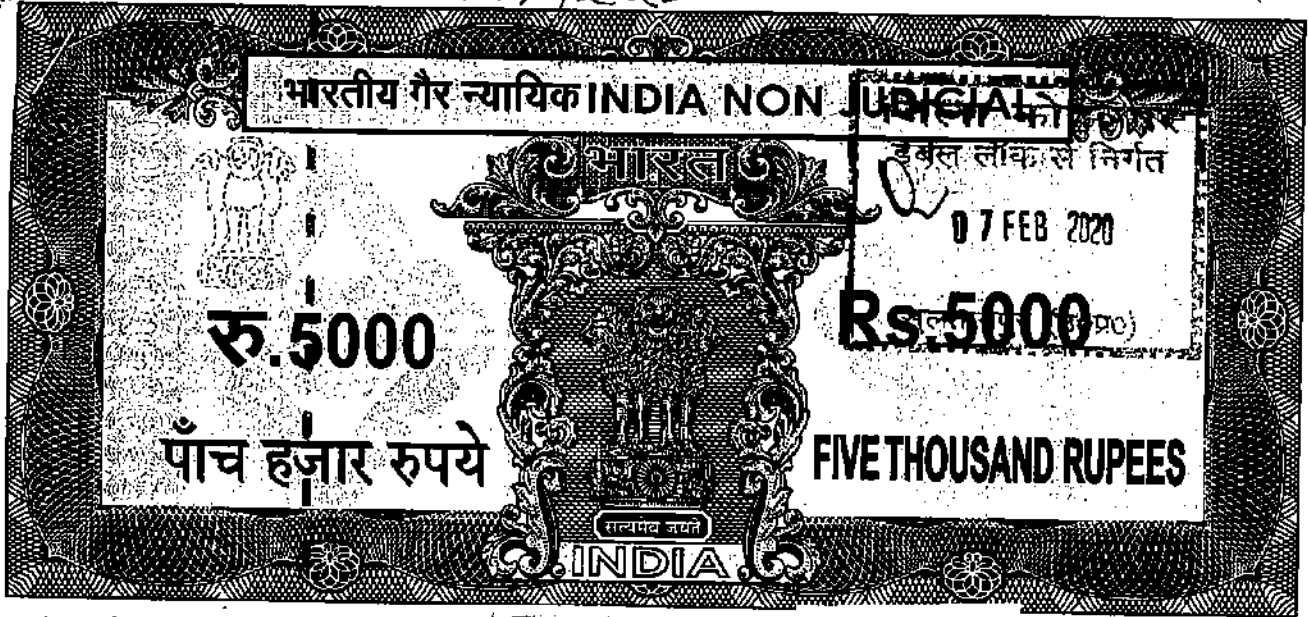 भारतीय गैर न्यायिक INDIA NON JUDICIAL
भारत
डबल लॉक से निर्गत
07 FEB 2020
रु.5000
Rs.5000
पाँच हजार रुपये
FIVE THOUSAND RUPEES
सत्यमेव जयते
INDIA